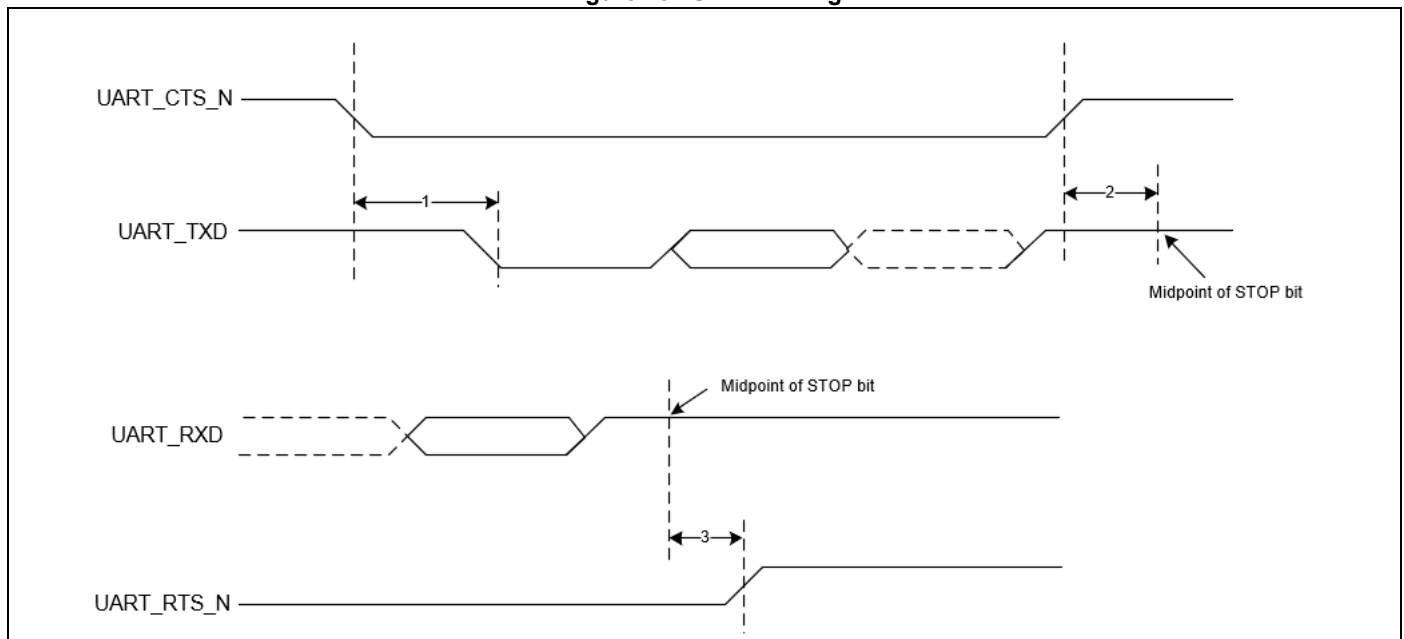 UART_CTS_N
1
2
UART_TXD
Midpoint of STOP bit
Midpoint of STOP bit
UART_RXD
3
UART_RTS_N